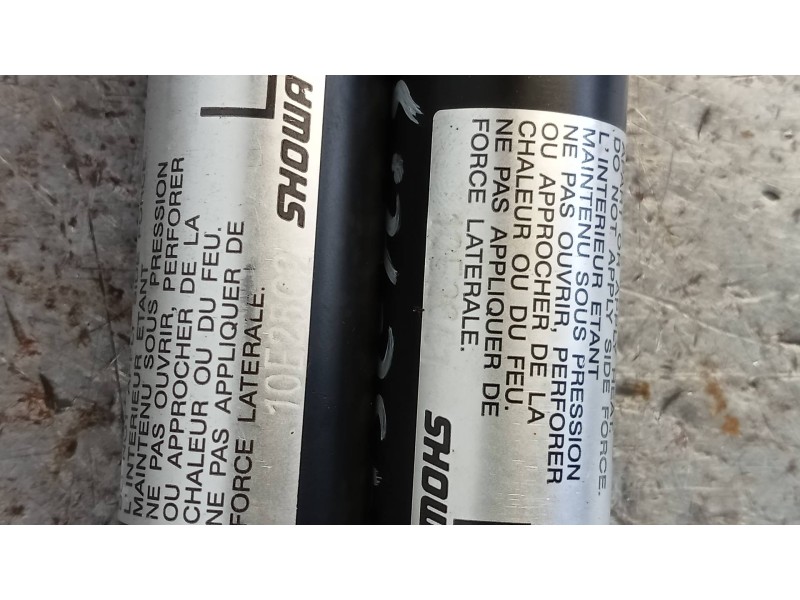 L'INTERIEUR ETANT
MAINTENU SOUS PRESSION
NE PAS OUVRIR, PERFORER
OU APPROCHER DE LA
CHALEUR OU DU FEU.
NE PAS APPLIQUER DE
FORCE LATERALE.
SHOWA
DO NOT APPLY SIDE FORCE.
L'INTERIEUR ETANT
MAINTENU SOUS PRESSION
NE PAS OUVRIR, PERFORER
OU APPROCHER DE LA
CHALEUR OU DU FEU.
NE PAS APPLIQUER DE
FORCE LATERALE.
SHOWA